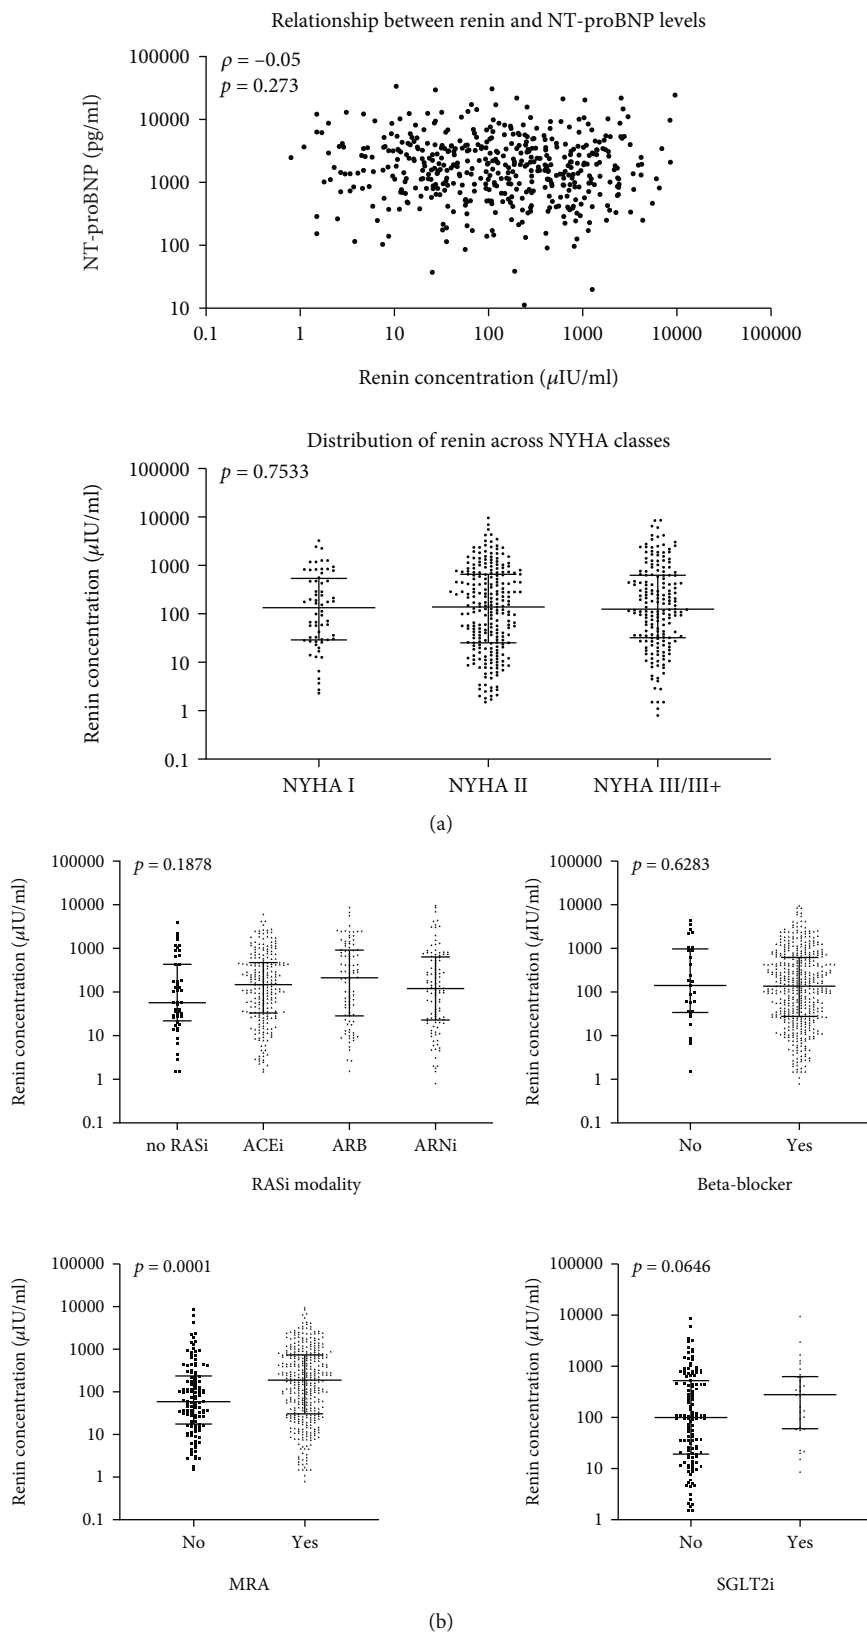 Relationship between renin and NT-proBNP levels
ρ = –0.05
p = 0.273
NT-proBNP (pg/ml)
100000
10000
1000
100
10
0.1 1 10 100 1000 10000 100000
Renin concentration (μIU/ml)
Distribution of renin across NYHA classes
p = 0.7533
Renin concentration (μIU/ml)
100000
10000
1000
100
10
1
0.1
NYHA I NYHA II NYHA III/III+
(a)
p = 0.1878
Renin concentration (μIU/ml)
100000
10000
1000
100
10
1
0.1
no RASi ACEi ARB ARNi
RASi modality
p = 0.6283
Renin concentration (μIU/ml)
100000
10000
1000
100
10
1
0.1
No Yes
Beta-blocker
p = 0.0001
Renin concentration (μIU/ml)
100000
10000
1000
100
10
1
0.1
No Yes
MRA
p = 0.0646
Renin concentration (μIU/ml)
100000
10000
1000
100
10
1
No Yes
SGLT2i
(b)